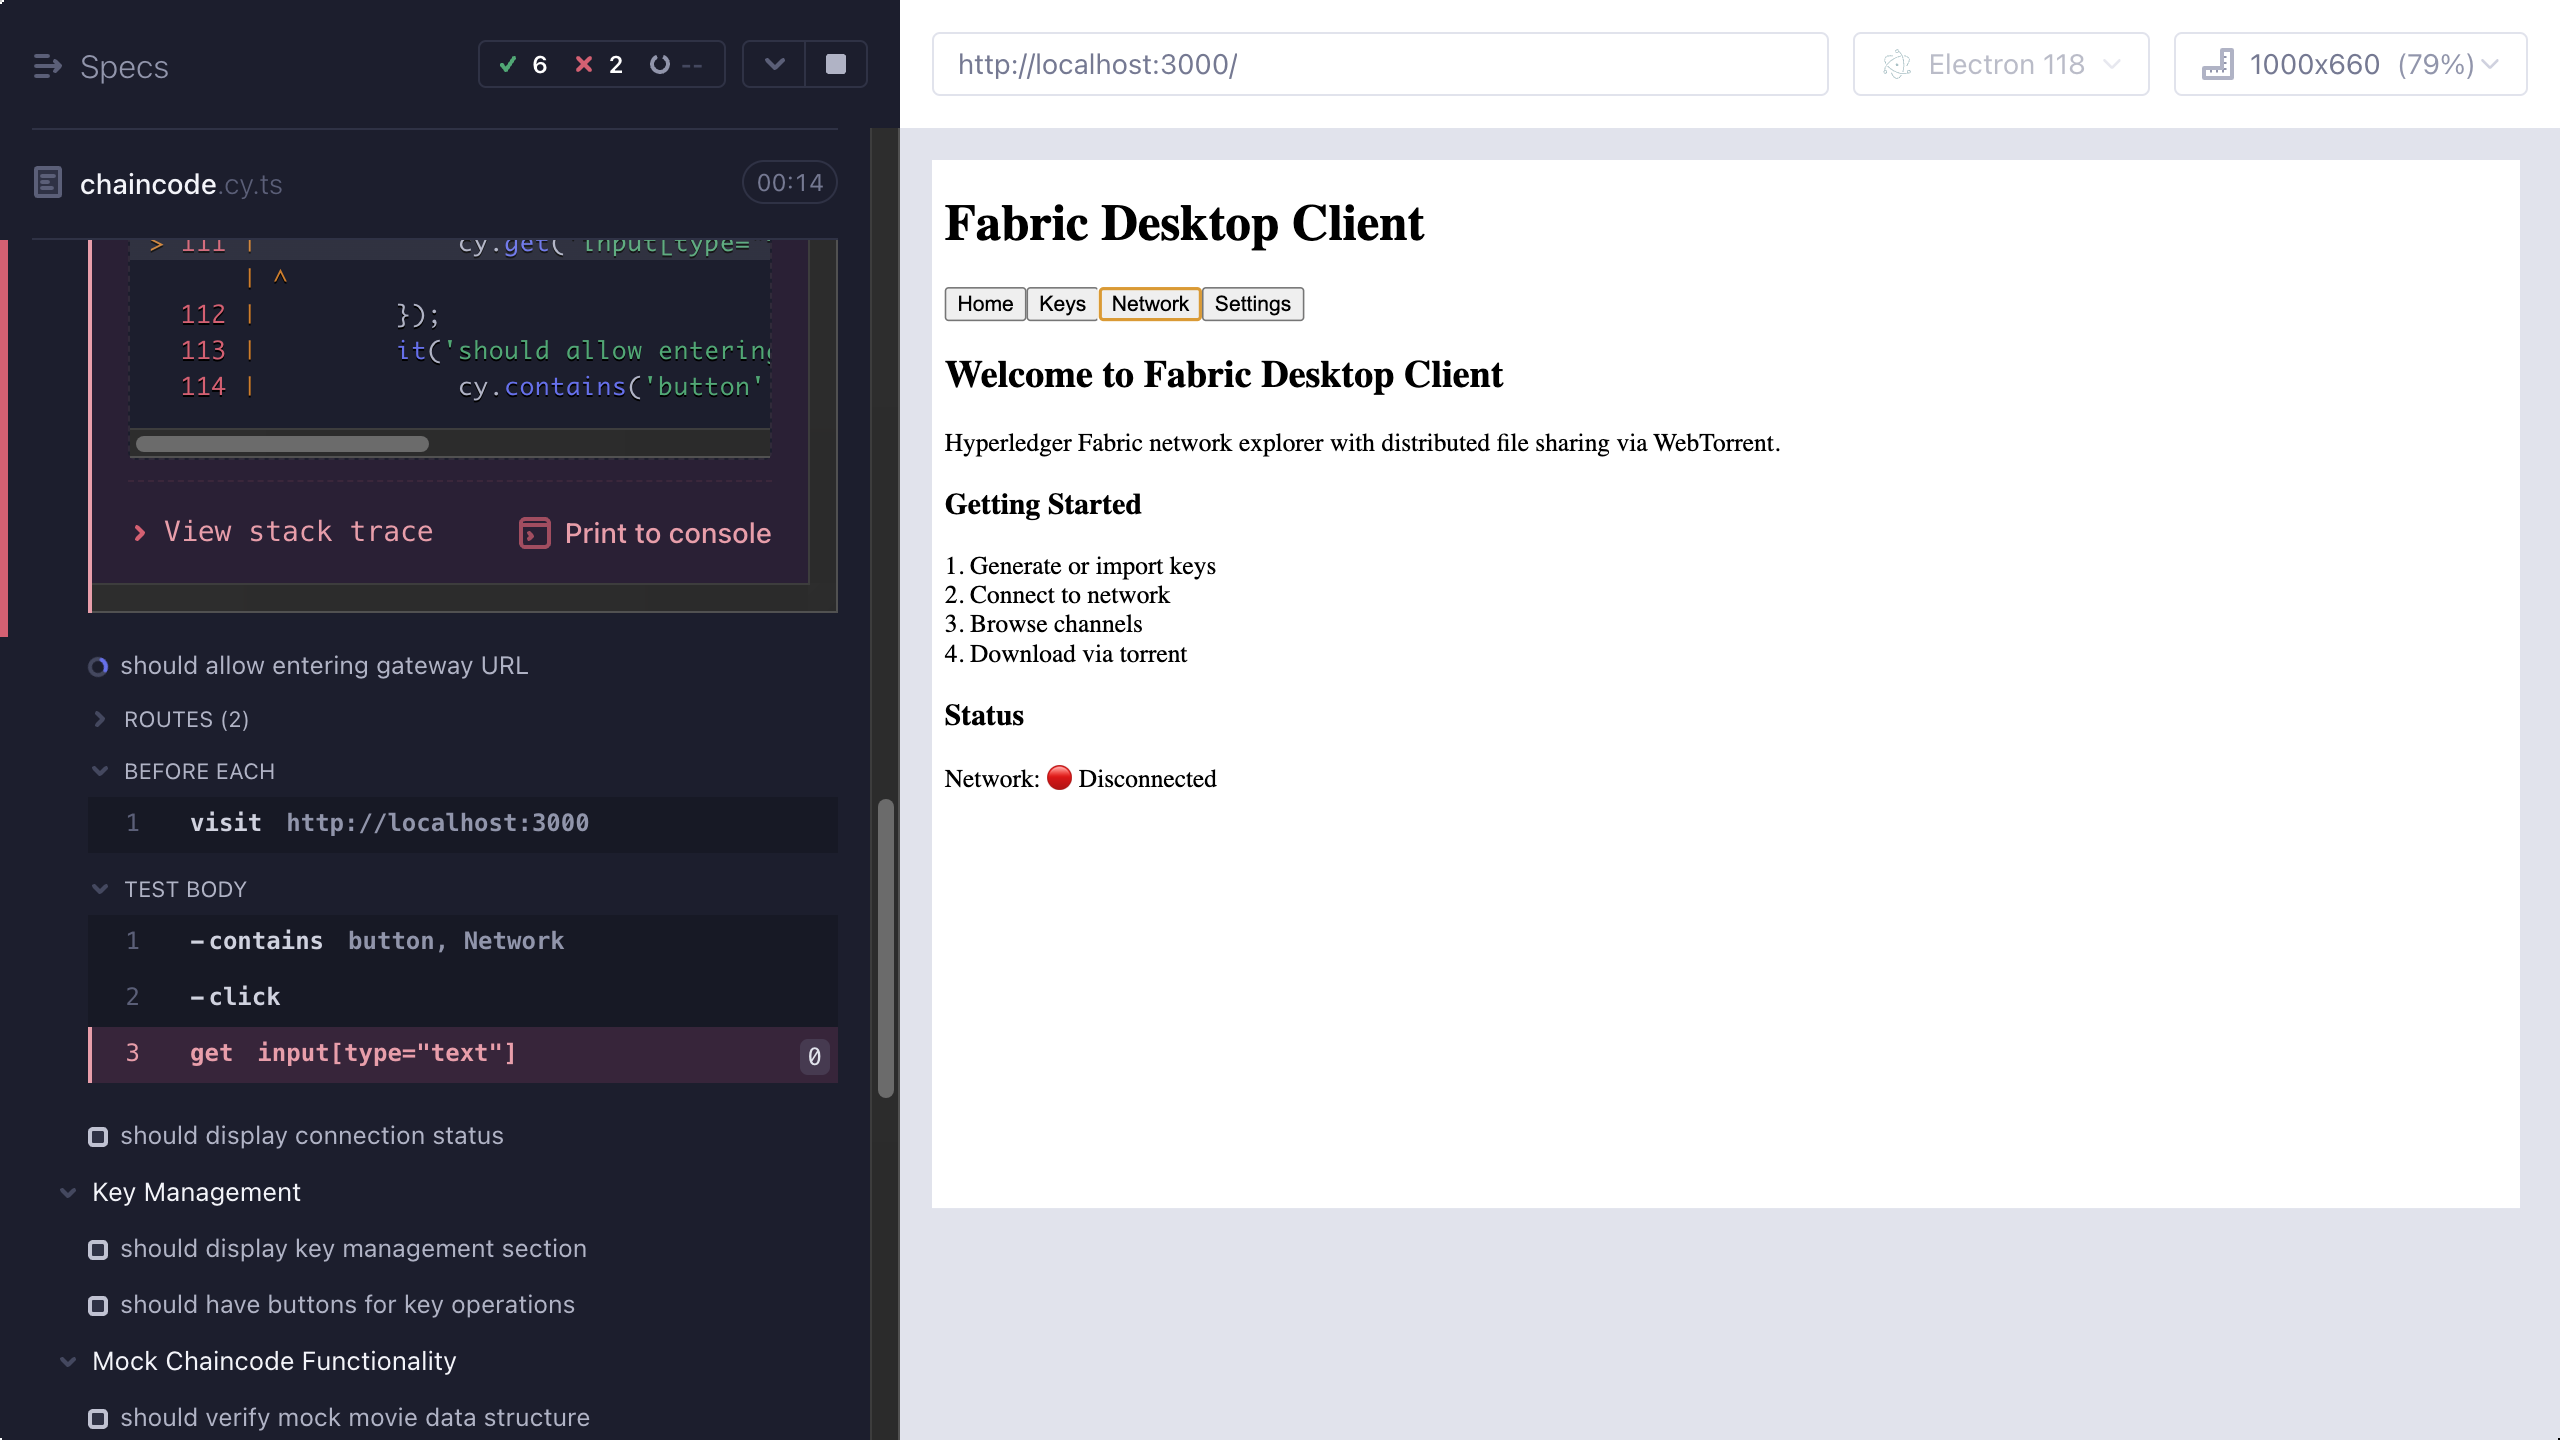 Specs
6 2 --
chaincode.cy.ts
00:14
> 111 | cy.get('input[type="
| ^
112 | });
113 | it('should allow entering
114 | cy.contains('button'
View stack trace
Print to console
should allow entering gateway URL
ROUTES (2)
BEFORE EACH
1 visit http://localhost:3000
TEST BODY
1 -contains button, Network
2 -click
3 get input[type="text"] 0
should display connection status
Key Management
should display key management section
should have buttons for key operations
Mock Chaincode Functionality
should verify mock movie data structure
http://localhost:3000/
Electron 118
1000x660 (79%)
Fabric Desktop Client
Home Keys Network Settings
Welcome to Fabric Desktop Client
Hyperledger Fabric network explorer with distributed file sharing via WebTorrent.
Getting Started
1. Generate or import keys
2. Connect to network
3. Browse channels
4. Download via torrent
Status
Network: 🔴 Disconnected